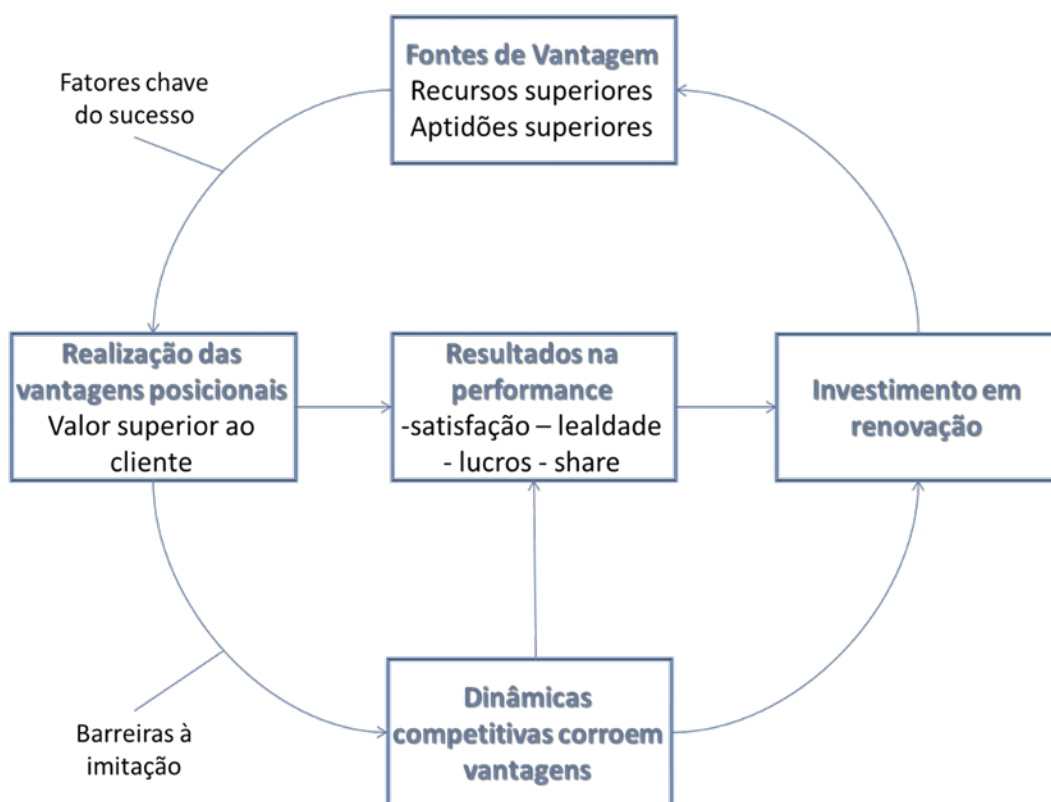 Fontes de Vantagem
Recursos superiores
Aptidões superiores
Fatores chave
do sucesso
Realização das
vantagens posicionais
Valor superior ao
cliente
Resultados na
performance
-satisfação – lealdade
- lucros - share
Investimento em
renovação
Barreiras à
imitação
Dinâmicas
competitivas corroem
vantagens